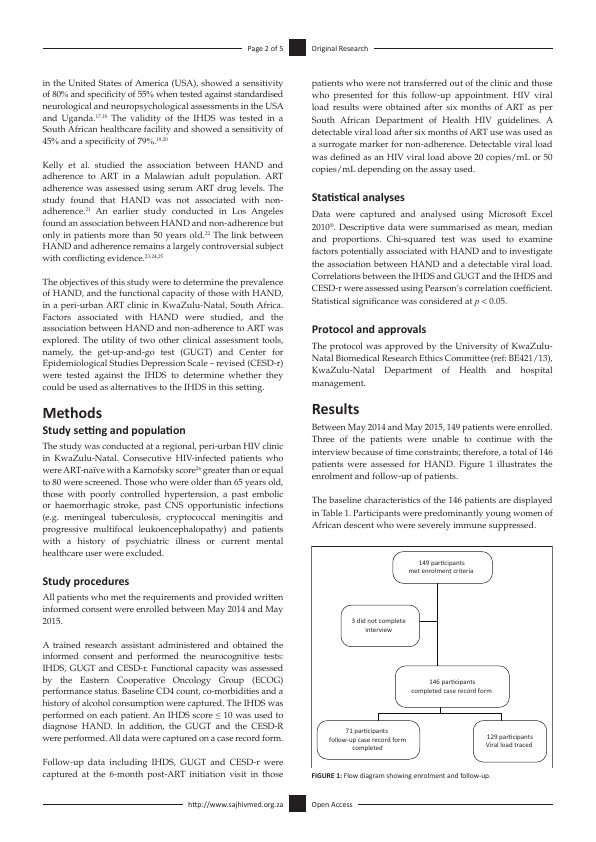 Page 2 of 5
Original Research
in the United States of America (USA), showed a sensitivity
of 80% and specificity of 55% when tested against standardised
neurological and neuropsychological assessments in the USA
and Uganda.17,18 The validity of the IHDS was tested in a
South African healthcare facility and showed a sensitivity of
45% and a specificity of 79%.19,20
Kelly et al. studied the association between HAND and
adherence to ART in a Malawian adult population. ART
adherence was assessed using serum ART drug levels. The
study found that HAND was not associated with non-
adherence.21 An earlier study conducted in Los Angeles
found an association between HAND and non-adherence but
only in patients more than 50 years old.22 The link between
HAND and adherence remains a largely controversial subject
with conflicting evidence.23,24,25
The objectives of this study were to determine the prevalence
of HAND, and the functional capacity of those with HAND,
in a peri-urban ART clinic in KwaZulu-Natal, South Africa.
Factors associated with HAND were studied, and the
association between HAND and non-adherence to ART was
explored. The utility of two other clinical assessment tools,
namely, the get-up-and-go test (GUGT) and Center for
Epidemiological Studies Depression Scale – revised (CESD-r)
were tested against the IHDS to determine whether they
could be used as alternatives to the IHDS in this setting.
Methods
Study setting and population
The study was conducted at a regional, peri-urban HIV clinic
in KwaZulu-Natal. Consecutive HIV-infected patients who
were ART-naïve with a Karnofsky score26 greater than or equal
to 80 were screened. Those who were older than 65 years old,
those with poorly controlled hypertension, a past embolic
or haemorrhagic stroke, past CNS opportunistic infections
(e.g. meningeal tuberculosis, cryptococcal meningitis and
progressive multifocal leukoencephalopathy) and patients
with a history of psychiatric illness or current mental
healthcare user were excluded.
Study procedures
All patients who met the requirements and provided written
informed consent were enrolled between May 2014 and May
2015.
A trained research assistant administered and obtained the
informed consent and performed the neurocognitive tests:
IHDS, GUGT and CESD-r. Functional capacity was assessed
by the Eastern Cooperative Oncology Group (ECOG)
performance status. Baseline CD4 count, co-morbidities and a
history of alcohol consumption were captured. The IHDS was
performed on each patient. An IHDS score ≤ 10 was used to
diagnose HAND. In addition, the GUGT and the CESD-R
were performed. All data were captured on a case record form.
Follow-up data including IHDS, GUGT and CESD-r were
captured at the 6-month post-ART initiation visit in those
patients who were not transferred out of the clinic and those
who presented for this follow-up appointment. HIV viral
load results were obtained after six months of ART as per
South African Department of Health HIV guidelines. A
detectable viral load after six months of ART use was used as
a surrogate marker for non-adherence. Detectable viral load
was defined as an HIV viral load above 20 copies/mL or 50
copies/mL depending on the assay used.
Statistical analyses
Data were captured and analysed using Microsoft Excel
2010®. Descriptive data were summarised as mean, median
and proportions. Chi-squared test was used to examine
factors potentially associated with HAND and to investigate
the association between HAND and a detectable viral load.
Correlations between the IHDS and GUGT and the IHDS and
CESD-r were assessed using Pearson's correlation coefficient.
Statistical significance was considered at p < 0.05.
Protocol and approvals
The protocol was approved by the University of KwaZulu-
Natal Biomedical Research Ethics Committee (ref: BE421/13),
KwaZulu-Natal Department of Health and hospital
management.
Results
Between May 2014 and May 2015, 149 patients were enrolled.
Three of the patients were unable to continue with the
interview because of time constraints; therefore, a total of 146
patients were assessed for HAND. Figure 1 illustrates the
enrolment and follow-up of patients.
The baseline characteristics of the 146 patients are displayed
in Table 1. Participants were predominantly young women of
African descent who were severely immune suppressed.
149 participants
met enrolment criteria
3 did not complete
interview
146 participants
completed case record form
71 participants
follow-up case record form
completed
129 participants
Viral load traced
FIGURE 1: Flow diagram showing enrolment and follow-up.
http://www.sajhivmed.org.za
Open Access